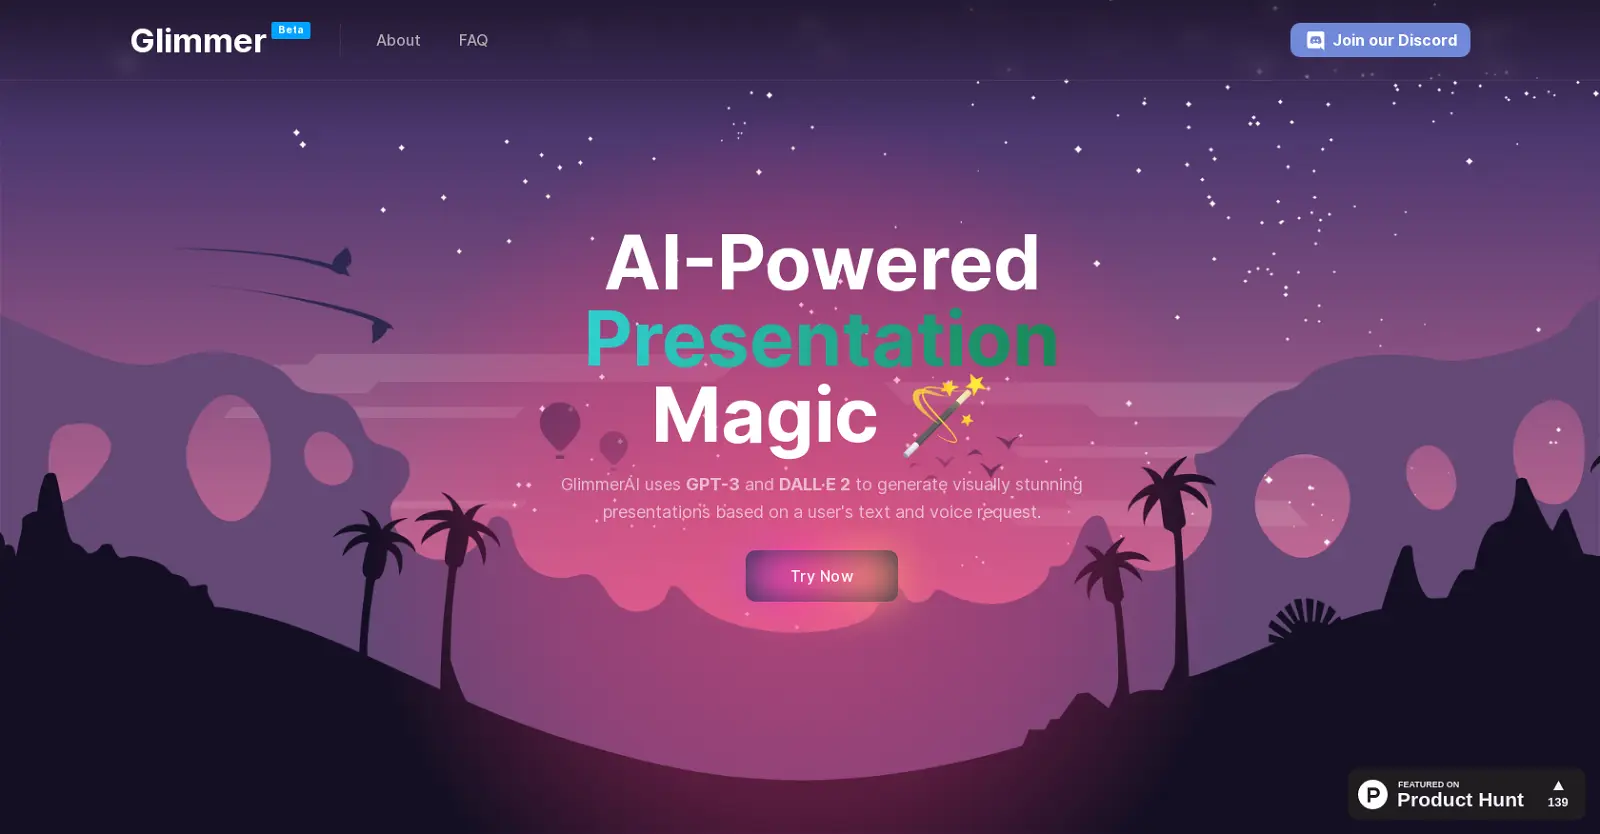 Glimmer Beta
About
FAQ
Join our Discord
AI-Powered
Presentation
Magic
GlimmerAI uses GPT-3 and DALL·E 2 to generate visually stunning
presentations based on a user's text and voice request.
Try Now
FEATURED ON
Product Hunt
139